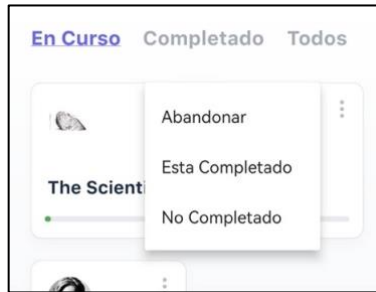 En Curso Completado Todos
Abandonar
Esta Completado
The Scienti
No Completado